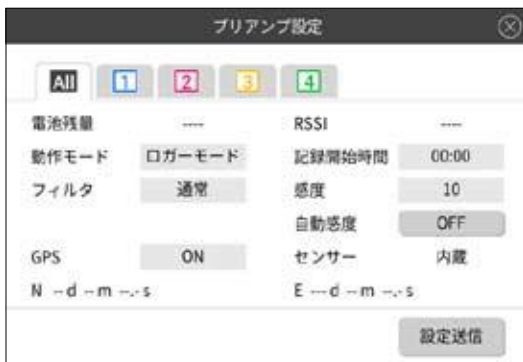 プリアンプ設定
All 1 2 3 4
電池残量 ---- RSSI ----
動作モード ロガーモード 記録開始時間 00:00
フィルタ 通常 感度 10
自動感度 OFF
GPS ON センサー 内蔵
N --d --m --.- s E ---d --m --.- s
設定送信